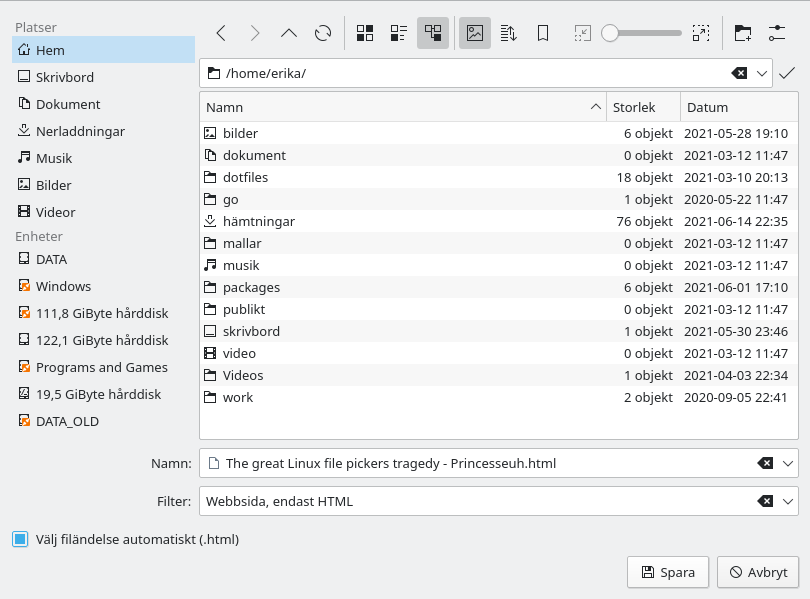 Platser
Hem
Skrivbord
Dokument
Nerladdningar
Musik
Bilder
Videor
Enheter
DATA
Windows
111,8 GiByte hårddisk
122,1 GiByte hårddisk
Programs and Games
19,5 GiByte hårddisk
DATA_OLD
/home/erika/
Namn Storlek Datum
bilder 6 objekt 2021-05-28 19:10
dokument 0 objekt 2021-03-12 11:47
dotfiles 18 objekt 2021-03-10 20:13
go 1 objekt 2020-05-22 11:47
hämtningar 76 objekt 2021-06-14 22:35
mallar 0 objekt 2021-03-12 11:47
musik 0 objekt 2021-03-12 11:47
packages 6 objekt 2021-06-01 17:10
publikt 0 objekt 2021-03-12 11:47
skrivbord 1 objekt 2021-05-30 23:46
video 0 objekt 2021-03-12 11:47
Videos 1 objekt 2021-04-03 22:34
work 2 objekt 2020-09-05 22:41
Namn: The great Linux file pickers tragedy - Princesseuh.html
Filter: Webbsida, endast HTML
Välj filändelse automatiskt (.html)
Spara Avbryt